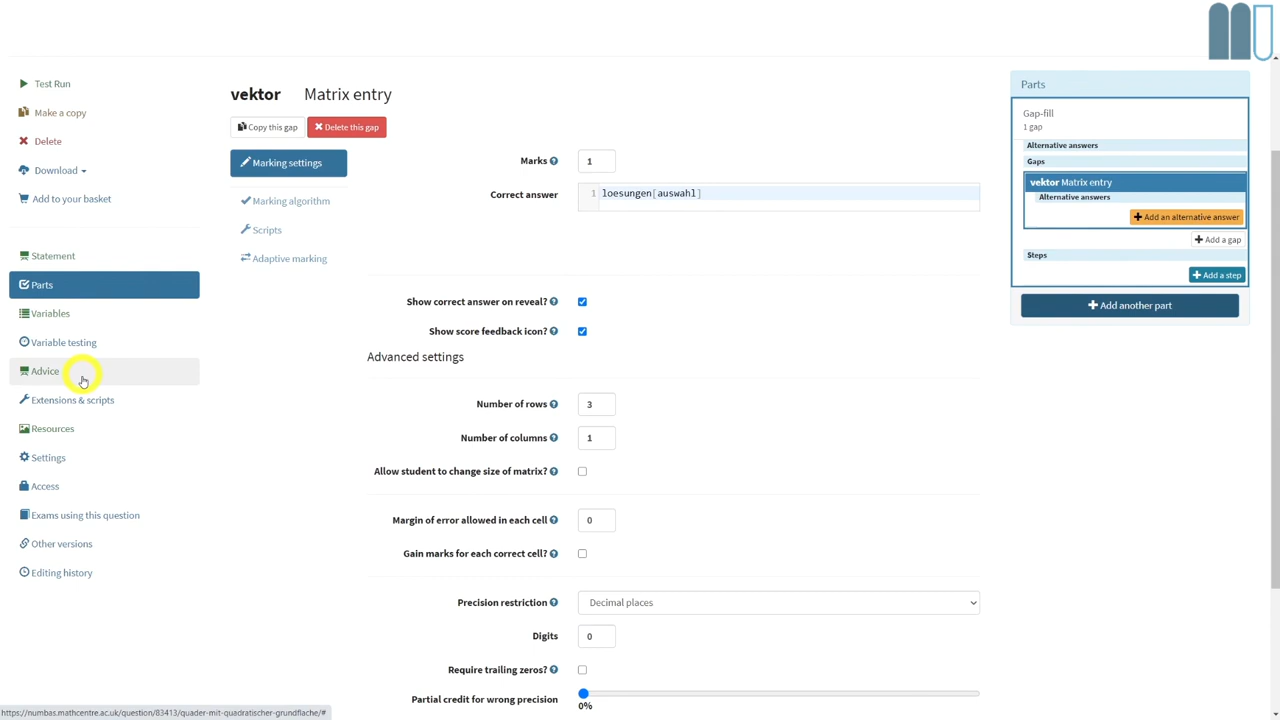 Test Run
Make a copy
Delete
Download
Add to your basket
Statement
Parts
Variables
Variable testing
Advice
Extensions & scripts
Resources
Settings
Access
Exams using this question
Other versions
Editing history
vektor Matrix entry
Copy this gap
Delete this gap
Marking settings
Marking algorithm
Scripts
Adaptive marking
Marks 1
Correct answer 1 loesungen[auswahl]
Show correct answer on reveal?
Show score feedback icon?
Advanced settings
Number of rows 3
Number of columns 1
Allow student to change size of matrix?
Margin of error allowed in each cell 0
Gain marks for each correct cell?
Precision restriction Decimal places
Digits 0
Require trailing zeros?
Partial credit for wrong precision
0%
Parts
Gap-fill
1 gap
Alternative answers
Gaps
vektor Matrix entry
Alternative answers
Add an alternative answer
Add a gap
Steps
Add a step
Add another part
https://numbas.mathcentre.ac.uk/question/83413/quader-mit-quadratischer-grundflache/#